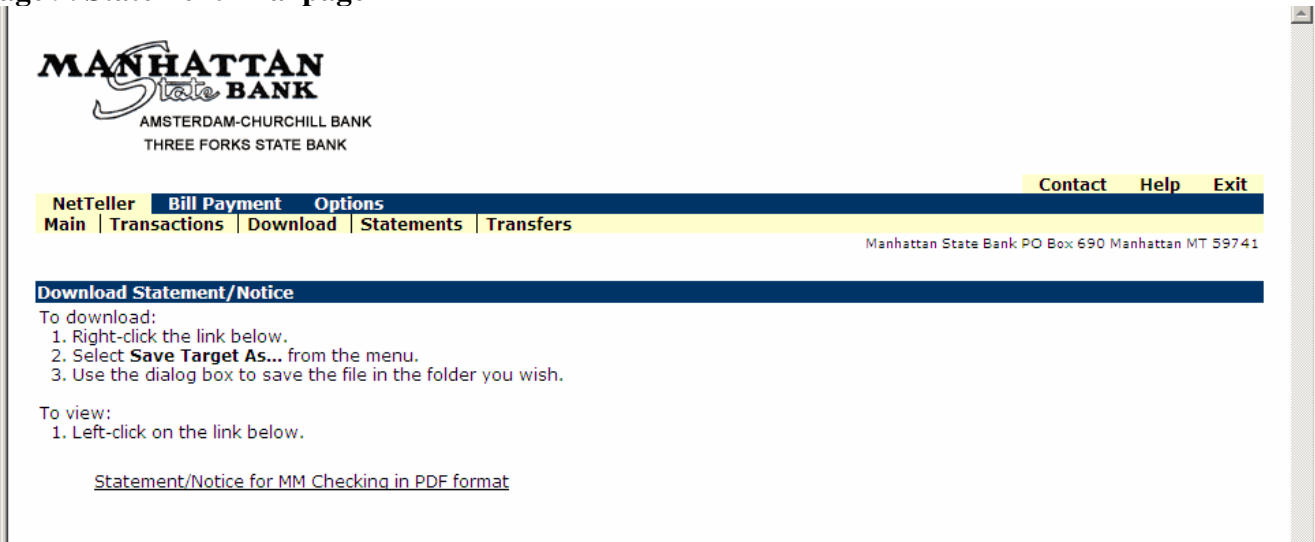 MANHATTAN
State BANK
AMSTERDAM-CHURCHILL BANK
THREE FORKS STATE BANK
Contact Help Exit
NetTeller Bill Payment Options
Main Transactions Download Statements Transfers
Manhattan State Bank PO Box 690 Manhattan MT 59741
Download Statement/Notice
To download:
1. Right-click the link below.
2. Select Save Target As... from the menu.
3. Use the dialog box to save the file in the folder you wish.
To view:
1. Left-click on the link below.
Statement/Notice for MM Checking in PDF format